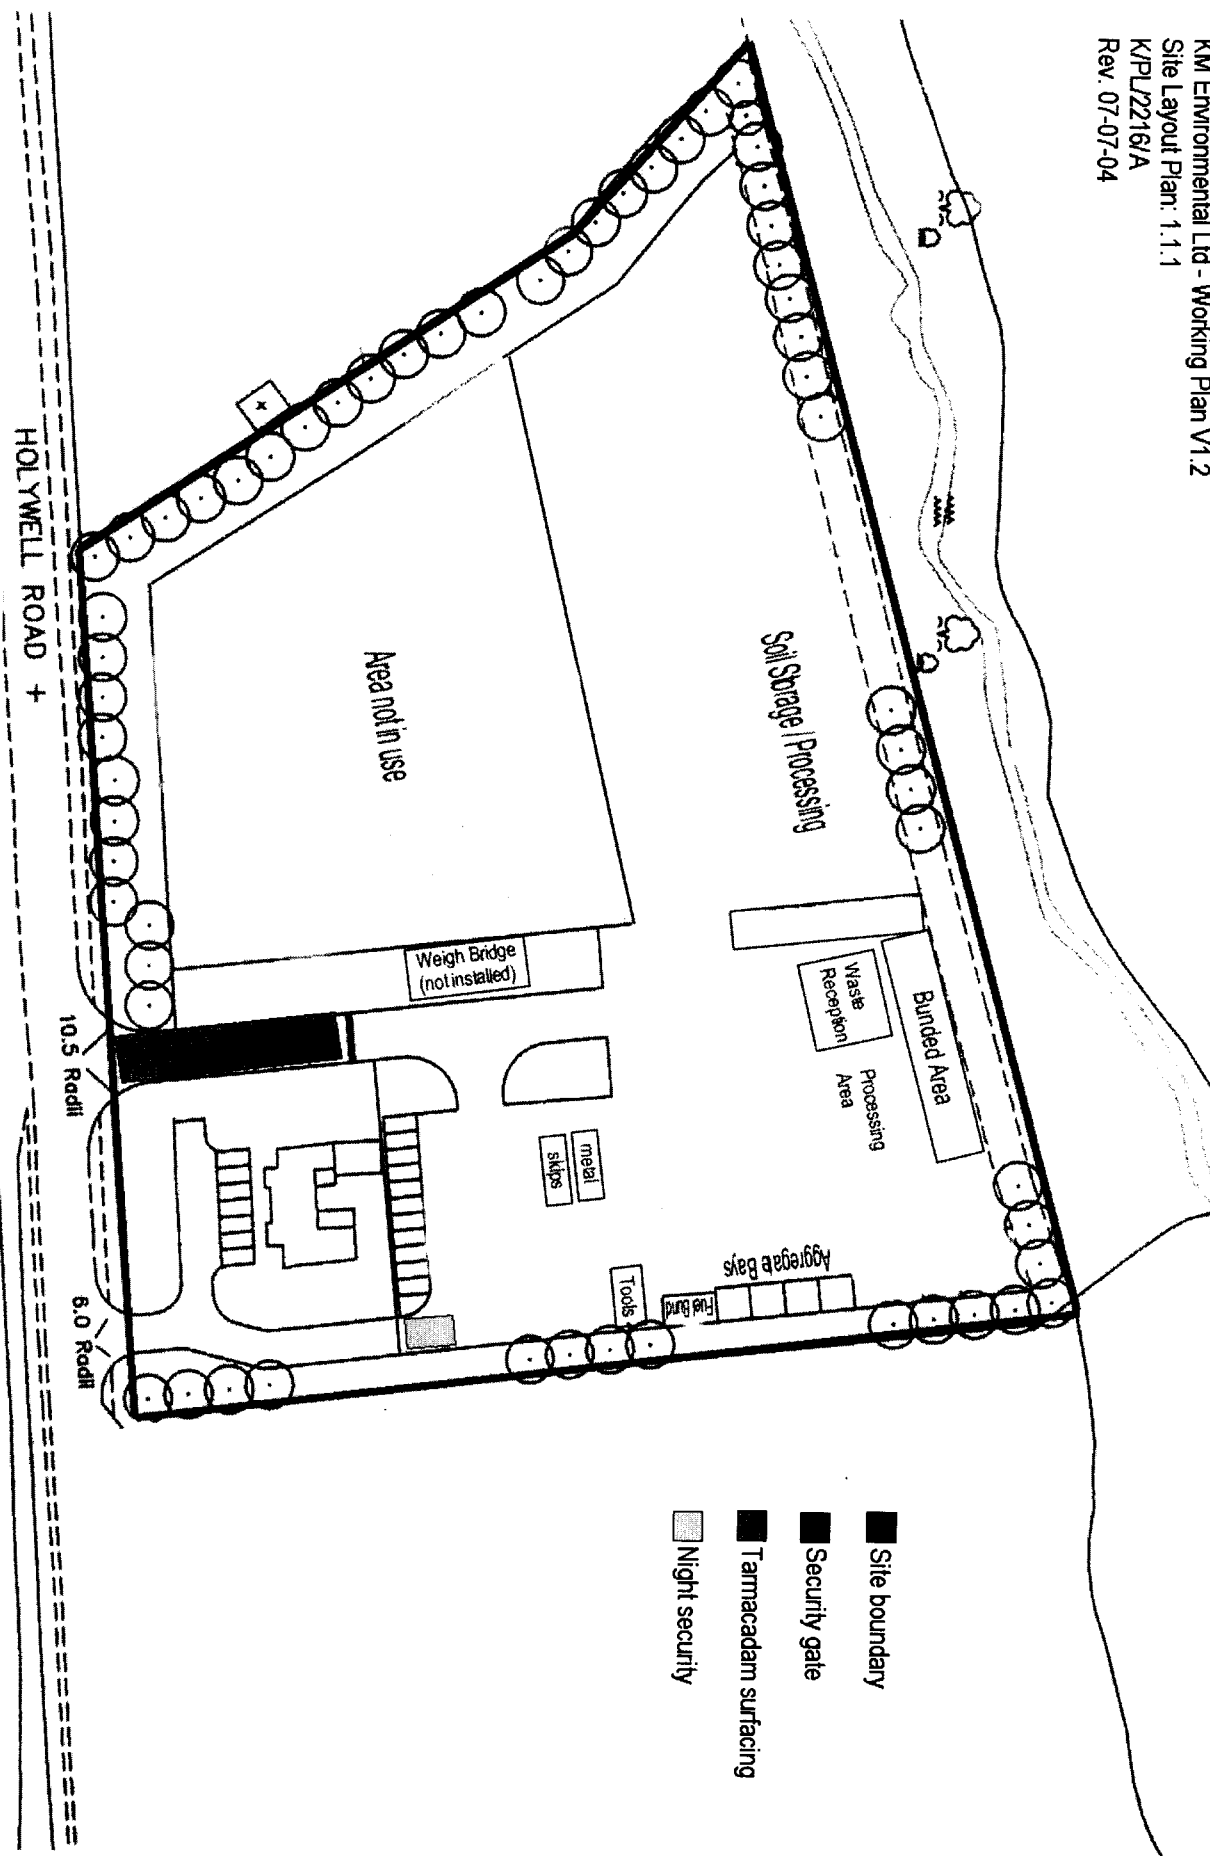 KM Environmental Ltd - Working Plan V1.2
Site Layout Plan: 1.1.1
K/PL/2216/A
Rev. 07-07-04
Soil Storage / Processing
Area not in use
Weigh Bridge
(not installed)
Waste
Reception
Bunded Area
Processing
Area
metal
skips
Aggregate Bays
Fuel Bund
Tools
HOLYWELL ROAD +
10.5 Radii
6.0 Radii
Site boundary
Security gate
Tarmacadam surfacing
Night security